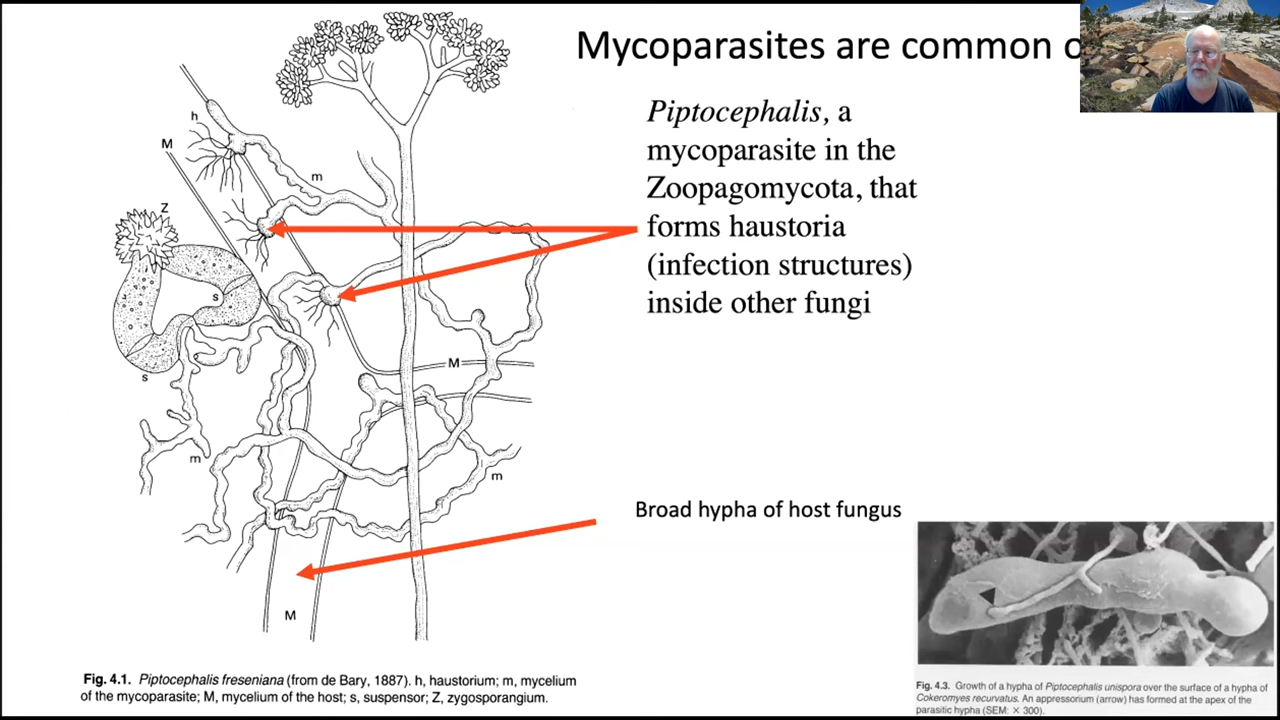 Mycoparasites are common
Piptocephalis, a
mycoparasite in the
Zoopagomycota, that
forms haustoria
(infection structures)
inside other fungi
h
M
m
Z
s
s
M
m
m
Broad hypha of host fungus
M
Fig. 4.1. Piptocephalis freseniana (from de Bary, 1887). h, haustorium; m, mycelium
of the mycoparasite; M, mycelium of the host; s, suspensor; Z, zygosporangium.
Fig. 4.3. Growth of a hypha of Piptocephalis unispora over the surface of a hypha of
Cokeromyces recurvatus. An appressorium (arrow) has formed at the apex of the
parasitic hypha (SEM: × 300).